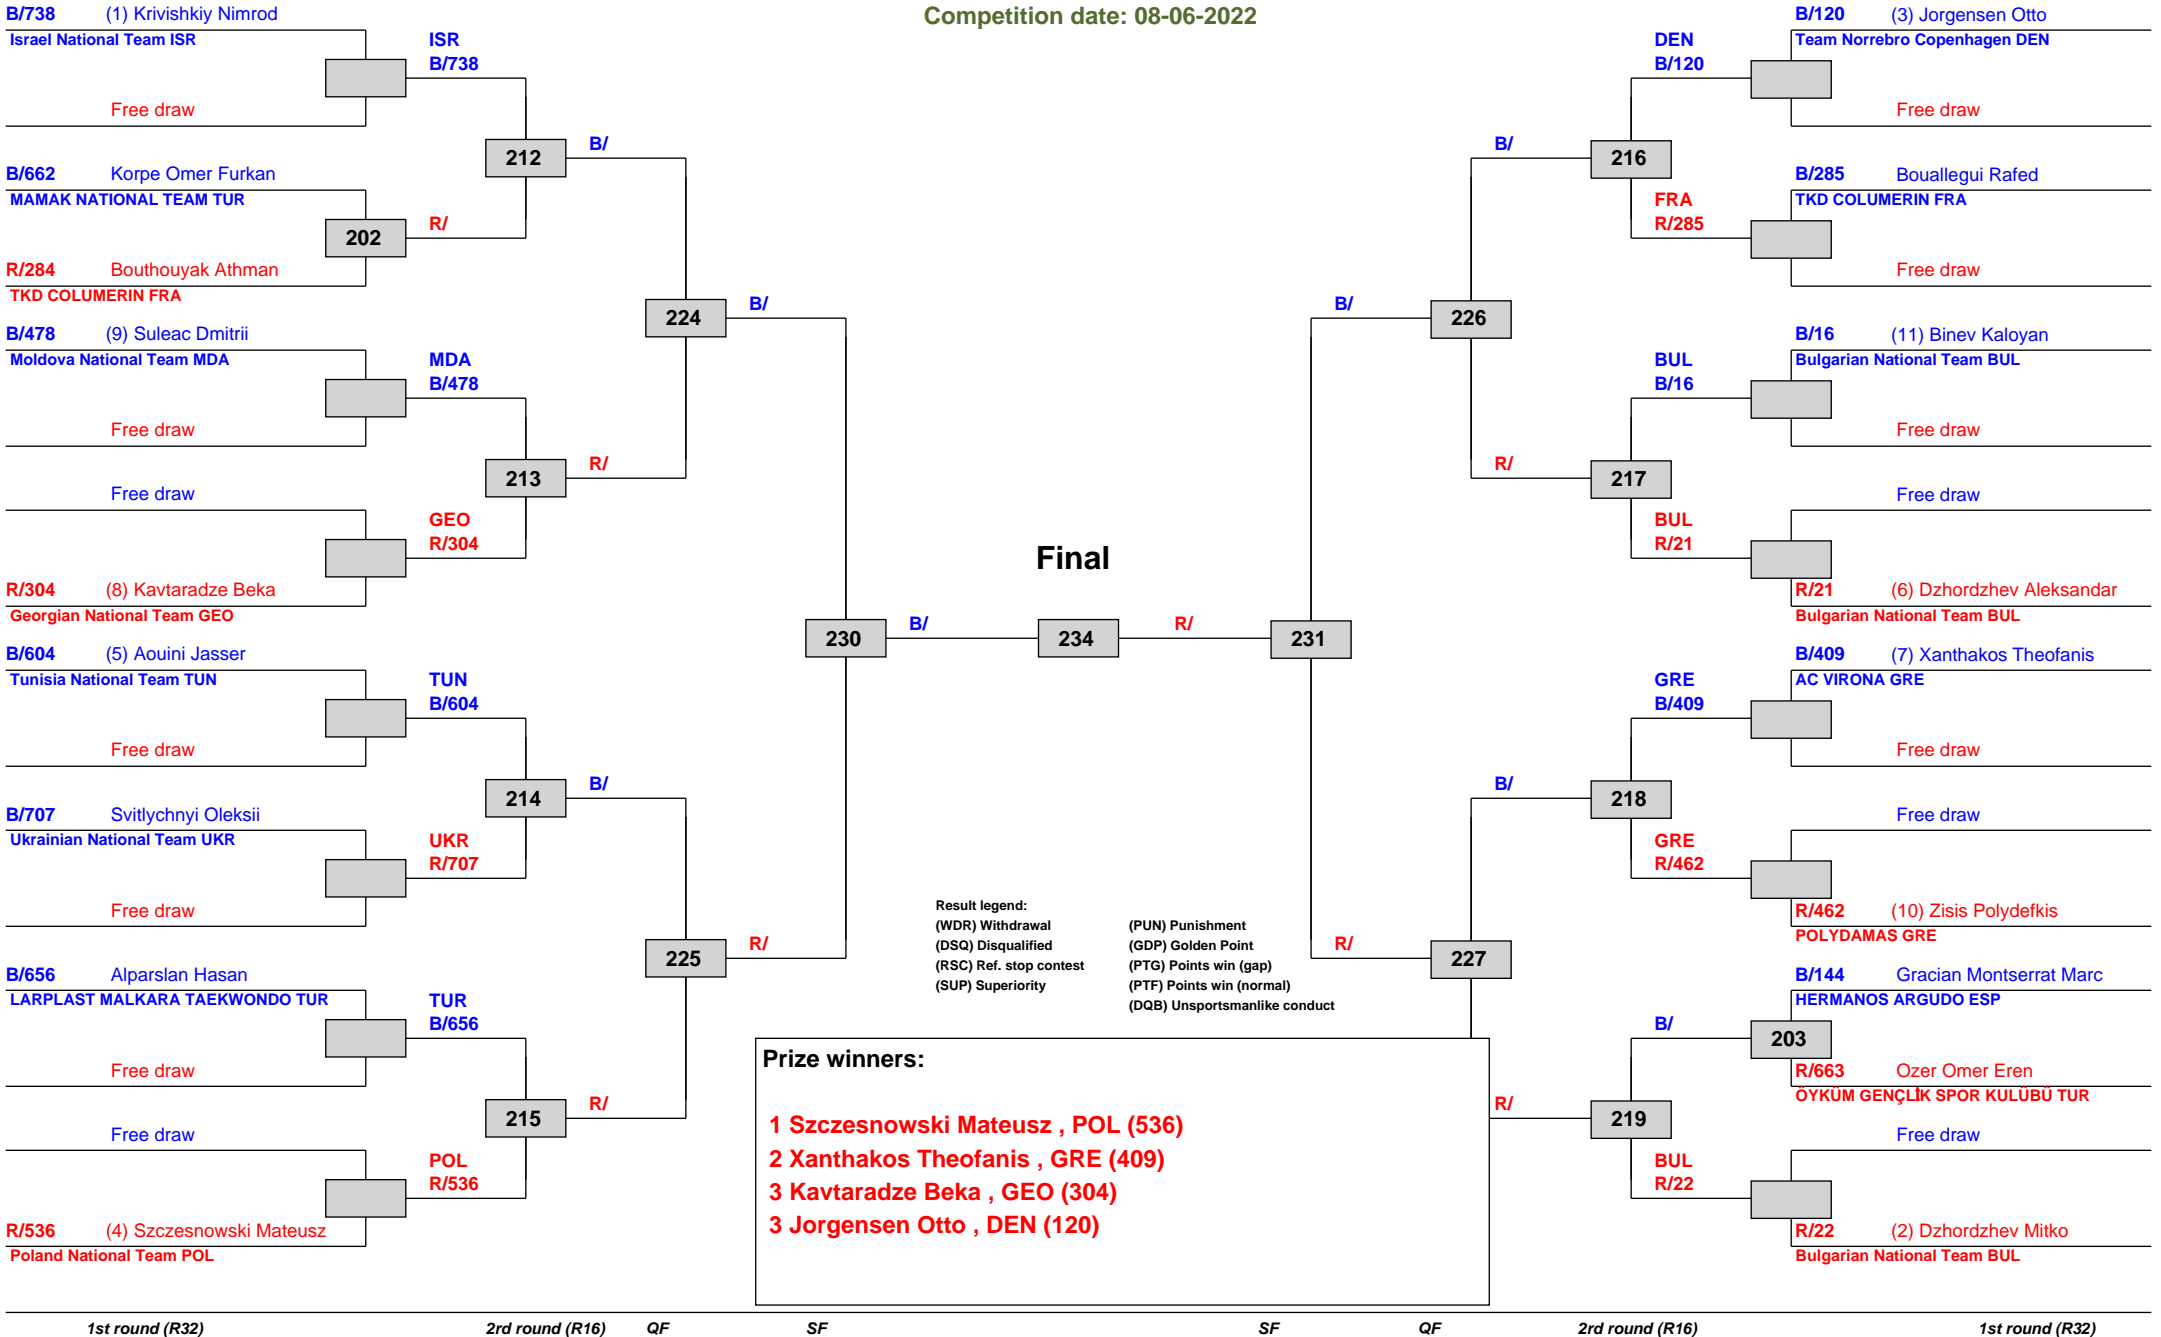 Competition date: 08-06-2022
B/738 (1) Krivishkiy Nimrod
Israel National Team ISR
Free draw
ISR
B/738
B/662 Korpe Omer Furkan
MAMAK NATIONAL TEAM TUR
202
R/284 Bouthouyak Athman
TKD COLUMERIN FRA
R/
212
B/
B/478 (9) Suleac Dmitrii
Moldova National Team MDA
Free draw
MDA
B/478
Free draw
R/304 (8) Kavtaradze Beka
Georgian National Team GEO
GEO
R/304
213
R/
224
B/
B/604 (5) Aouini Jasser
Tunisia National Team TUN
Free draw
TUN
B/604
B/707 Svitlychnyi Oleksii
Ukrainian National Team UKR
Free draw
UKR
R/707
214
B/
B/656 Alparslan Hasan
LARPLAST MALKARA TAEKWONDO TUR
Free draw
TUR
B/656
Free draw
R/536 (4) Szczesnowski Mateusz
Poland National Team POL
POL
R/536
215
R/
225
R/
230
B/
Final
234
R/
231
B/
R/
B/120 (3) Jorgensen Otto
Team Norrebro Copenhagen DEN
Free draw
DEN
B/120
B/285 Bouallegui Rafed
TKD COLUMERIN FRA
Free draw
FRA
R/285
216
B/
B/16 (11) Binev Kaloyan
Bulgarian National Team BUL
Free draw
BUL
B/16
Free draw
R/21 (6) Dzhordzhev Aleksandar
Bulgarian National Team BUL
BUL
R/21
217
R/
226
B/409 (7) Xanthakos Theofanis
AC VIRONA GRE
Free draw
GRE
B/409
Free draw
R/462 (10) Zisis Polydefkis
POLYDAMAS GRE
GRE
R/462
218
B/
227
B/144 Gracian Montserrat Marc
HERMANOS ARGUDO ESP
203
R/663 Ozer Omer Eren
ÖYKÜM GENÇLİK SPOR KULÜBÜ TUR
B/
Free draw
R/22 (2) Dzhordzhev Mitko
Bulgarian National Team BUL
BUL
R/22
219
R/
Result legend:
(WDR) Withdrawal (PUN) Punishment
(DSQ) Disqualified (GDP) Golden Point
(RSC) Ref. stop contest (PTG) Points win (gap)
(SUP) Superiority (PTF) Points win (normal)
(DQB) Unsportsmanlike conduct
Prize winners:
1 Szczesnowski Mateusz , POL (536)
2 Xanthakos Theofanis , GRE (409)
3 Kavtaradze Beka , GEO (304)
3 Jorgensen Otto , DEN (120)
1st round (R32) 2rd round (R16) QF SF SF QF 2rd round (R16) 1st round (R32)